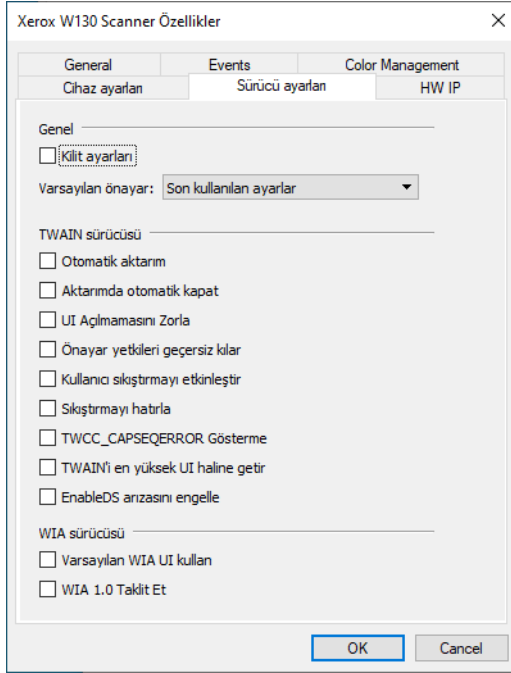 Xerox W130 Scanner Özellikler
General Events Color Management
Cihaz ayarları Sürücü ayarları HW IP
Genel
Kilit ayarları
Varsayılan önayar: Son kullanılan ayarlar
TWAIN sürücüsü
Otomatik aktarım
Aktarımda otomatik kapat
UI Açılmamasını Zorla
Önayar yetkileri geçersiz kılar
Kullanıcı sıkıştırmayı etkinleştir
Sıkıştırmayı hatırla
TWCC_CAPSEQERROR Gösterme
TWAIN'i en yüksek UI haline getir
EnableDS arızasını engelle
WIA sürücüsü
Varsayılan WIA UI kullan
WIA 1.0 Taklit Et
OK Cancel